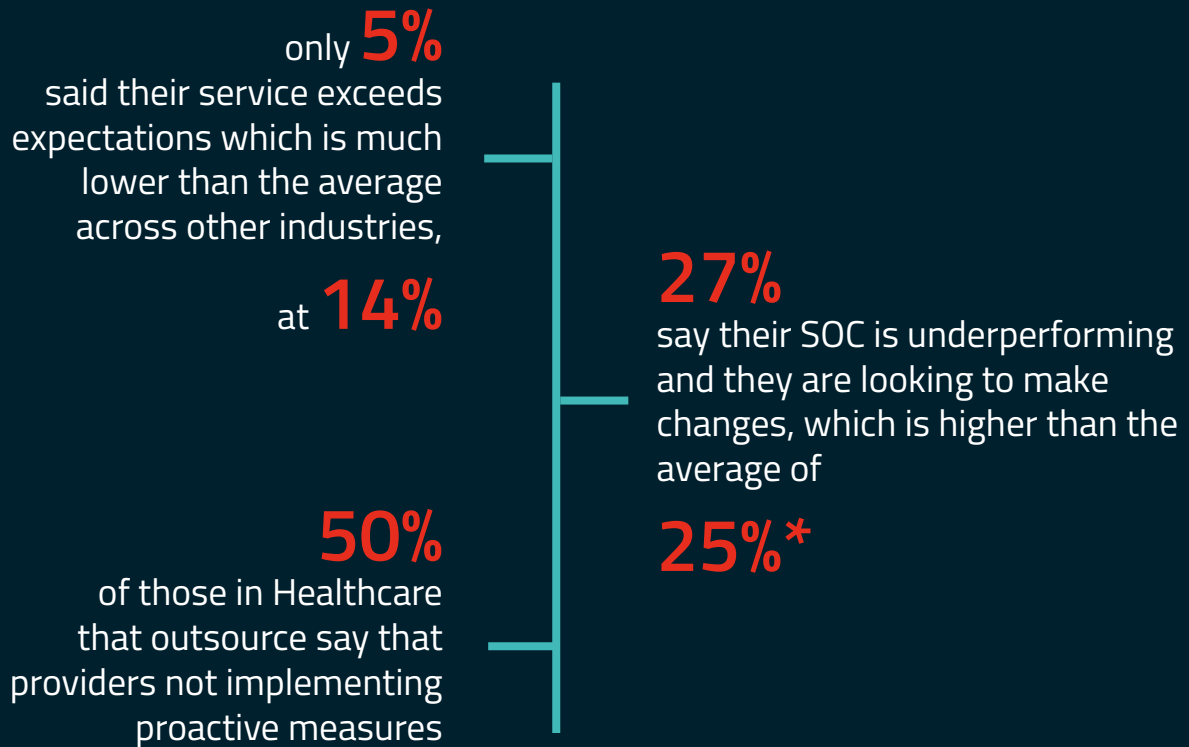 only 5%
said their service exceeds
expectations which is much
lower than the average
across other industries,
at 14%
27%
say their SOC is underperforming
and they are looking to make
changes, which is higher than the
average of
25%*
50%
of those in Healthcare
that outsource say that
providers not implementing
proactive measures